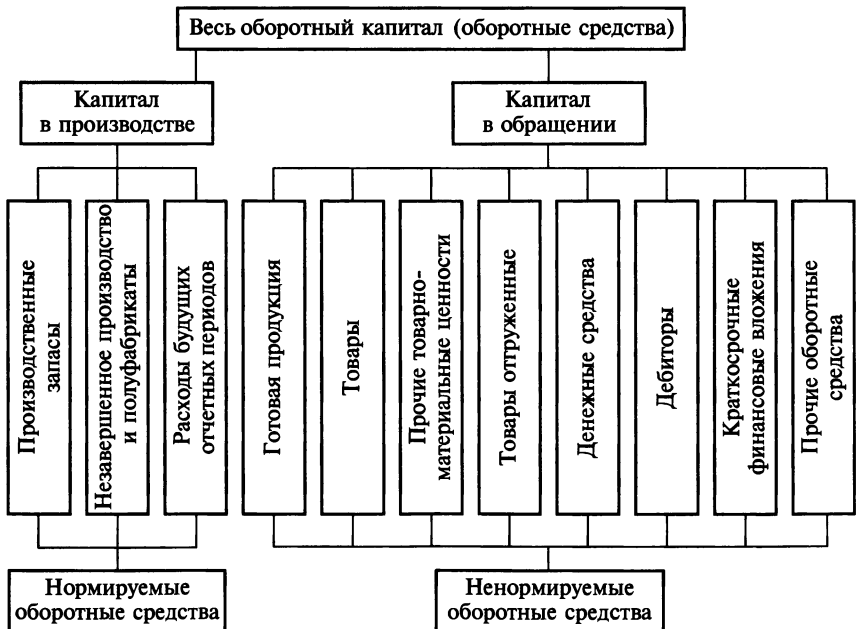 Весь оборотный капитал (оборотные средства)
Капитал
в производстве
Капитал
в обращении
Производственные
запасы
Незавершенное производство
и полуфабрикаты
Расходы будущих
отчетных периодов
Готовая продукция
Товары
Прочие товарно-
материальные ценности
Товары отгруженные
Денежные средства
Дебиторы
Краткосрочные
финансовые вложения
Прочие оборотные
средства
Нормируемые
оборотные средства
Ненормируемые
оборотные средства